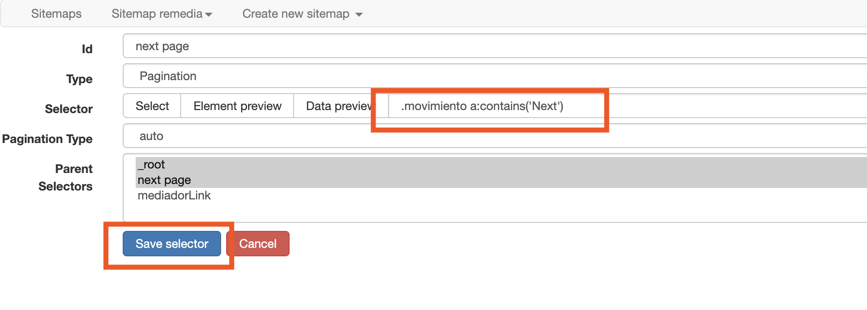 Sitemaps Sitemap remedia Create new sitemap
Id next page
Type Pagination
Selector Select Element preview Data preview .movimiento a:contains('Next')
Pagination Type auto
Parent Selectors
_root
next page
mediadorLink
Save selector Cancel